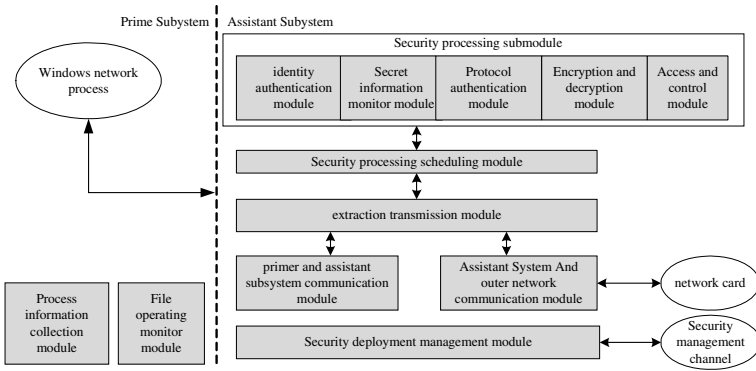 Prime Subystem
Assistant Subystem
Security processing submodule
Windows network
process
identity
authentication
module
Secret
information
monitor module
Protocol
authentication
module
Encryption and
decryption
module
Access and
control
module
Security processing scheduling module
extraction transmission module
primer and assistant
subsystem communication
module
Assistant System And
outer network
communication module
network card
Process
information
collection
module
File
operating
monitor
module
Security deployment management module
Security
management
channel